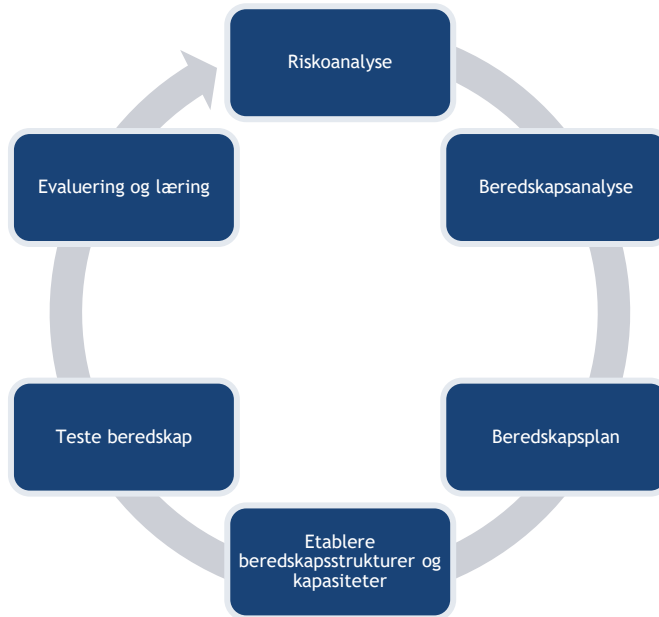 Riskoanalyse
Beredskapsanalyse
Beredskapsplan
Etablere
beredskapsstrukturer og
kapasiteter
Teste beredskap
Evaluering og læring